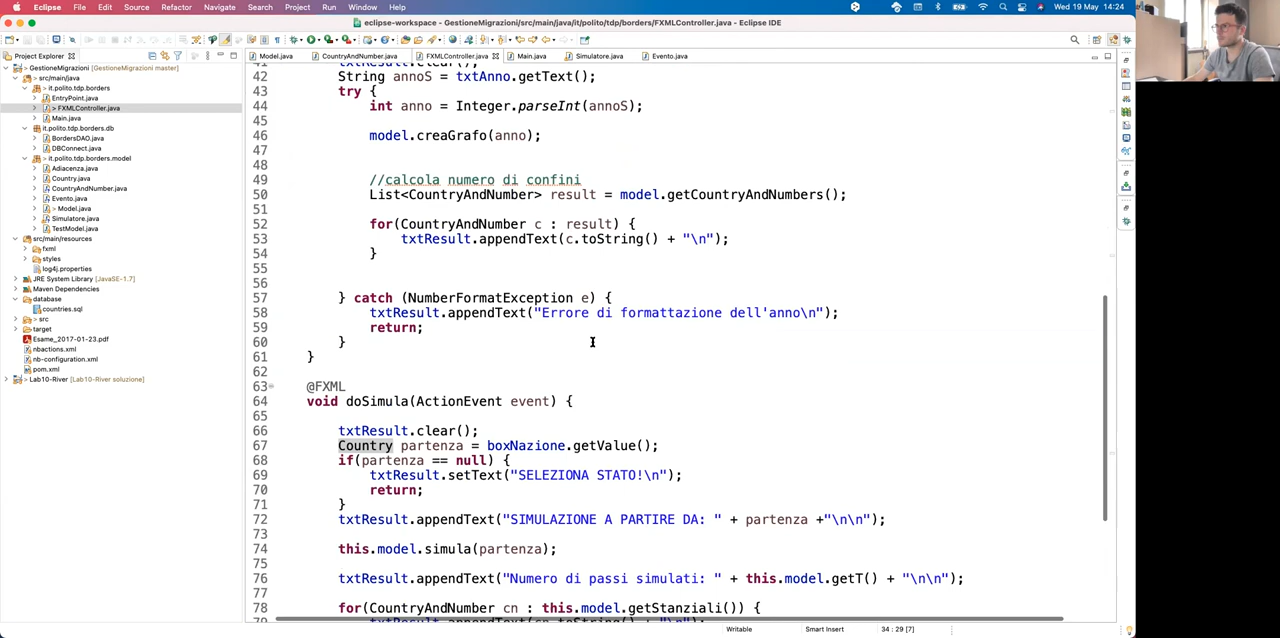 Eclipse File Edit Source Refactor Navigate Search Project Run Window Help Wed 19 May 14:24
eclipse-workspace - GestioneMigrazioni/src/main/java/it/polito/tdp/borders/FXMLController.java - Eclipse IDE
Project Explorer
Model.java CountryAndNumber.java FXMLController.java Main.java Simulatore.java Evento.java
> GestioneMigrazioni [GestioneMigrazioni master]
> src/main/java
it.polito.tdp.borders
EntryPoint.java
> FXMLController.java
Main.java
it.polito.tdp.borders.db
BordersDAO.java
DBConnect.java
> it.polito.tdp.borders.model
Adiacenza.java
Country.java
CountryAndNumber.java
Evento.java
> Model.java
Simulatore.java
TestModel.java
src/main/resources
fxml
styles
log4j.properties
JRE System Library [JavaSE-1.7]
Maven Dependencies
database
countries.sql
> src
target
Esame_2017-01-23.pdf
nbactions.xml
nb-configuration.xml
pom.xml
> Lab10-River [Lab10-River soluzione]
42 String annoS = txtAnno.getText();
43 try {
44 int anno = Integer.parseInt(annoS);
45
46 model.creaGrafo(anno);
47
48
49 //calcola numero di confini
50 List<CountryAndNumber> result = model.getCountryAndNumbers();
51
52 for(CountryAndNumber c : result) {
53 txtResult.appendText(c.toString() + "\n");
54 }
55
56
57 } catch (NumberFormatException e) {
58 txtResult.appendText("Errore di formattazione dell'anno\n");
59 return;
60 }
61 }
62
63 @FXML
64 void doSimula(ActionEvent event) {
65
66 txtResult.clear();
67 Country partenza = boxNazione.getValue();
68 if(partenza == null) {
69 txtResult.setText("SELEZIONA STATO!\n");
70 return;
71 }
72 txtResult.appendText("SIMULAZIONE A PARTIRE DA: " + partenza +"\n\n");
73
74 this.model.simula(partenza);
75
76 txtResult.appendText("Numero di passi simulati: " + this.model.getT() + "\n\n");
77
78 for(CountryAndNumber cn : this.model.getStanziali()) {
Writable Smart Insert 34 : 29 [7]